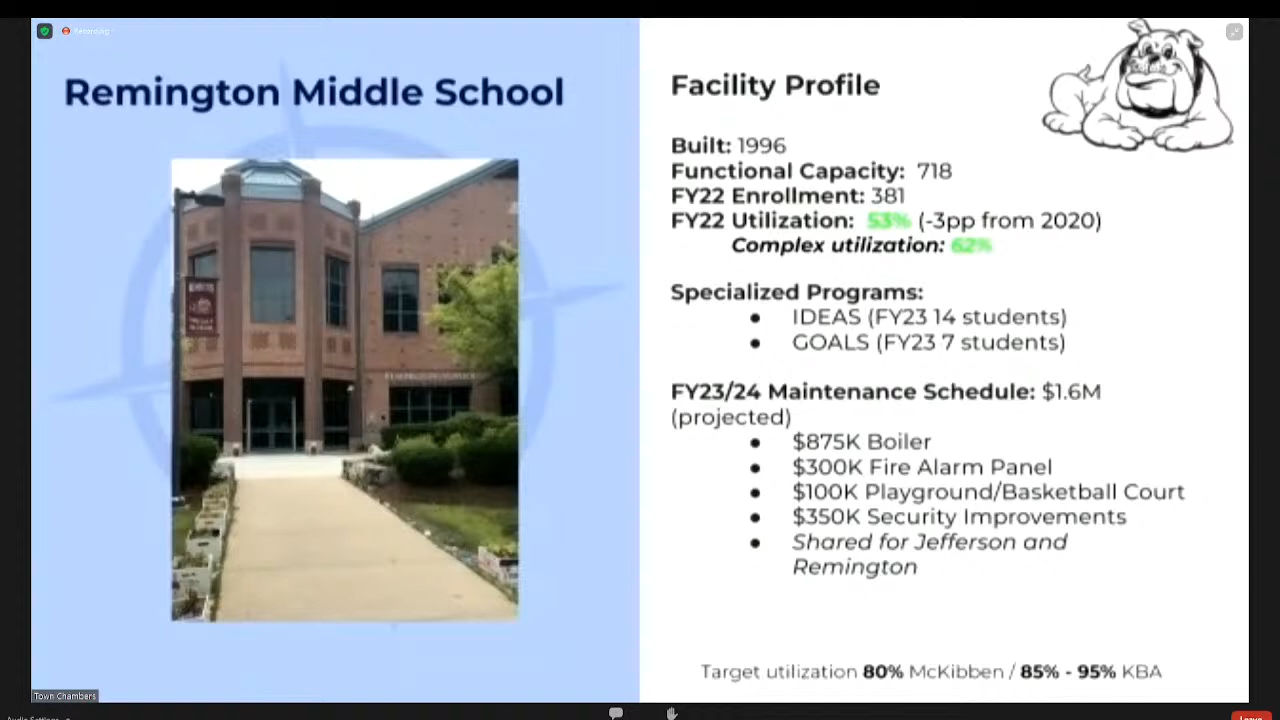 Remington Middle School
Facility Profile
Built: 1996
Functional Capacity: 718
FY22 Enrollment: 381
FY22 Utilization: 53% (-3pp from 2020)
Complex utilization: 62%
Specialized Programs:
● IDEAS (FY23 14 students)
● GOALS (FY23 7 students)
FY23/24 Maintenance Schedule: $1.6M
(projected)
● $875K Boiler
● $300K Fire Alarm Panel
● $100K Playground/Basketball Court
● $350K Security Improvements
● Shared for Jefferson and
Remington
Target utilization 80% McKibben / 85% - 95% KBA
Town Chambers
Leave